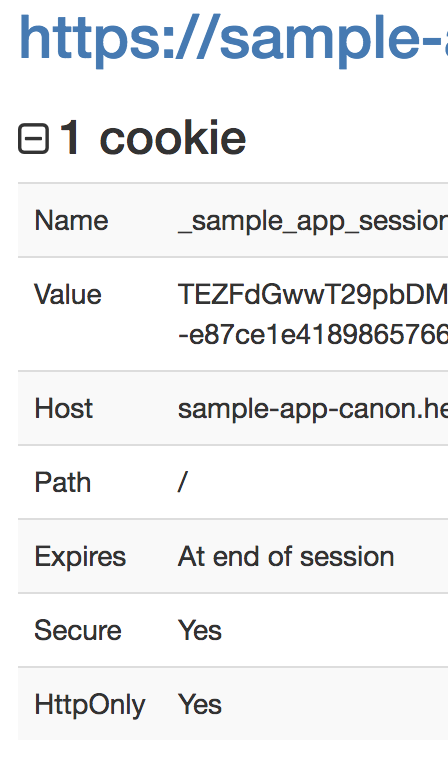 https://sample-
1 cookie
Name _sample_app_session
Value TEZFdGwwT29pbDM
-e87ce1e4189865766
Host sample-app-canon.he
Path /
Expires At end of session
Secure Yes
HttpOnly Yes